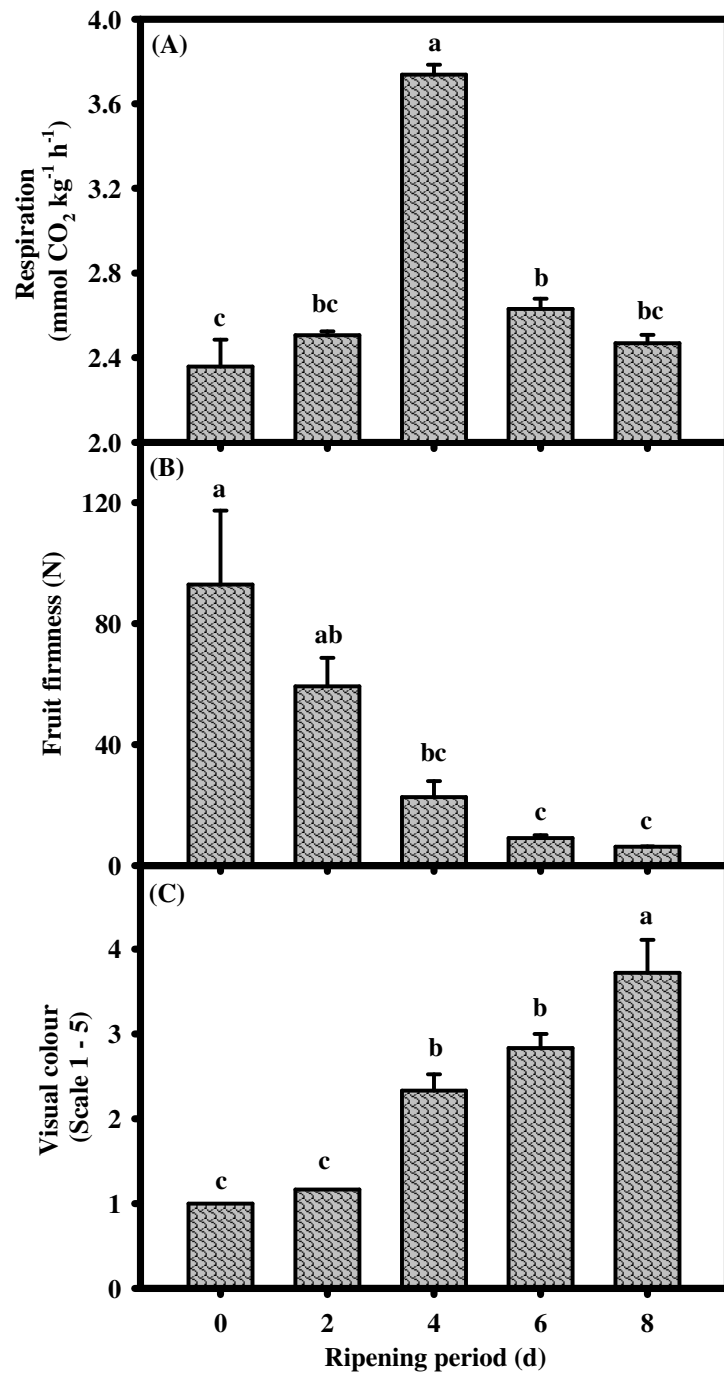 (A)
4.0
3.6
3.2
2.8
2.4
2.0
Respiration
(mmol CO₂ kg⁻¹ h⁻¹)
c
bc
a
b
bc
(B)
120
80
40
0
Fruit firmness (N)
a
ab
bc
c
c
(C)
4
3
2
1
0
Visual colour
(Scale 1 - 5)
c
c
b
b
a
0 2 4 6 8
Ripening period (d)